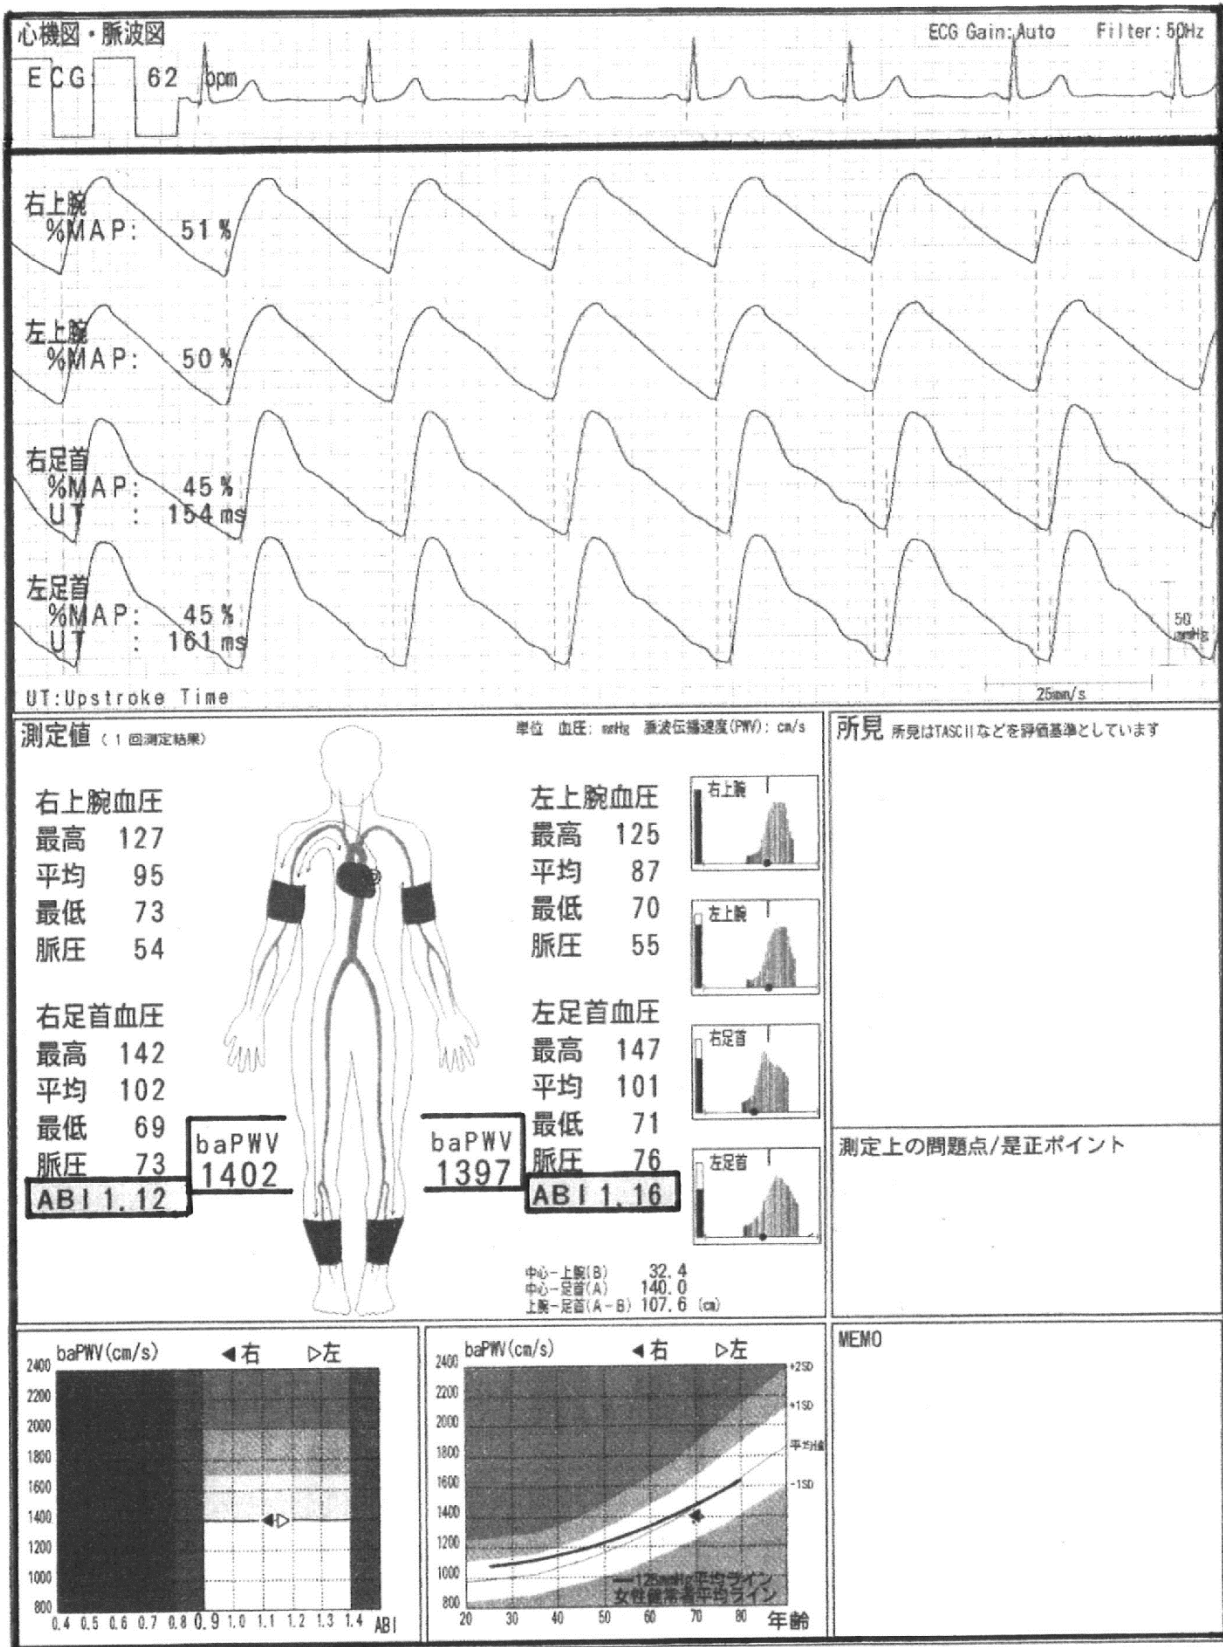 心機図・脈波図
ECG Gain:Auto Filter:50Hz
ECG 62 bpm
右上腕
%MAP: 51%
左上腕
%MAP: 50%
右足首
%MAP: 45%
UT : 154ms
左足首
%MAP: 45%
UT : 161ms
50
mmHg
25mm/s
UT:Upstroke Time
測定値 (1回測定結果)
単位 血圧: mmHg 脈波伝播速度(PWV): cm/s
右上腕血圧
最高 127
平均 95
最低 73
脈圧 54
左上腕血圧
最高 125
平均 87
最低 70
脈圧 55
右足首血圧
最高 142
平均 102
最低 69
脈圧 73
ABI 1.12
baPWV
1402
baPWV
1397
左足首血圧
最高 147
平均 101
最低 71
脈圧 76
ABI 1.16
右上腕
左上腕
右足首
左足首
中心-上腕(B) 32.4
中心-足首(A) 140.0
上腕-足首(A-B) 107.6 (cm)
所見 所見はTASCIIなどを評価基準としています
測定上の問題点/是正ポイント
MEMO
baPWV(cm/s) ◀右 ▷左
2400
2200
2000
1800
1600
1400
1200
1000
800
0.4 0.5 0.6 0.7 0.8 0.9 1.0 1.1 1.2 1.3 1.4 ABI
baPWV(cm/s) ◀右 ▷左
2400
2200
2000
1800
1600
1400
1200
1000
800
+2SD
+1SD
平均値
-1SD
125mmHg平均ライン
女性健常者平均ライン
20 30 40 50 60 70 80 年齢